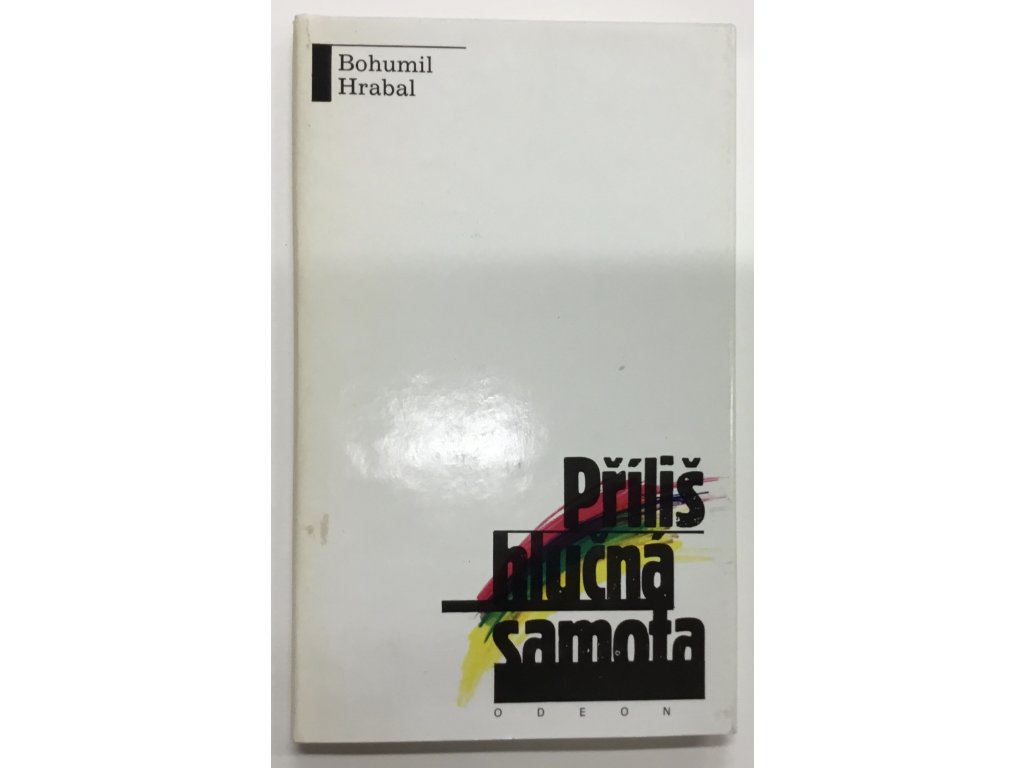 Bohumil
Hrabal
Příliš
hlučná
samota
ODEON